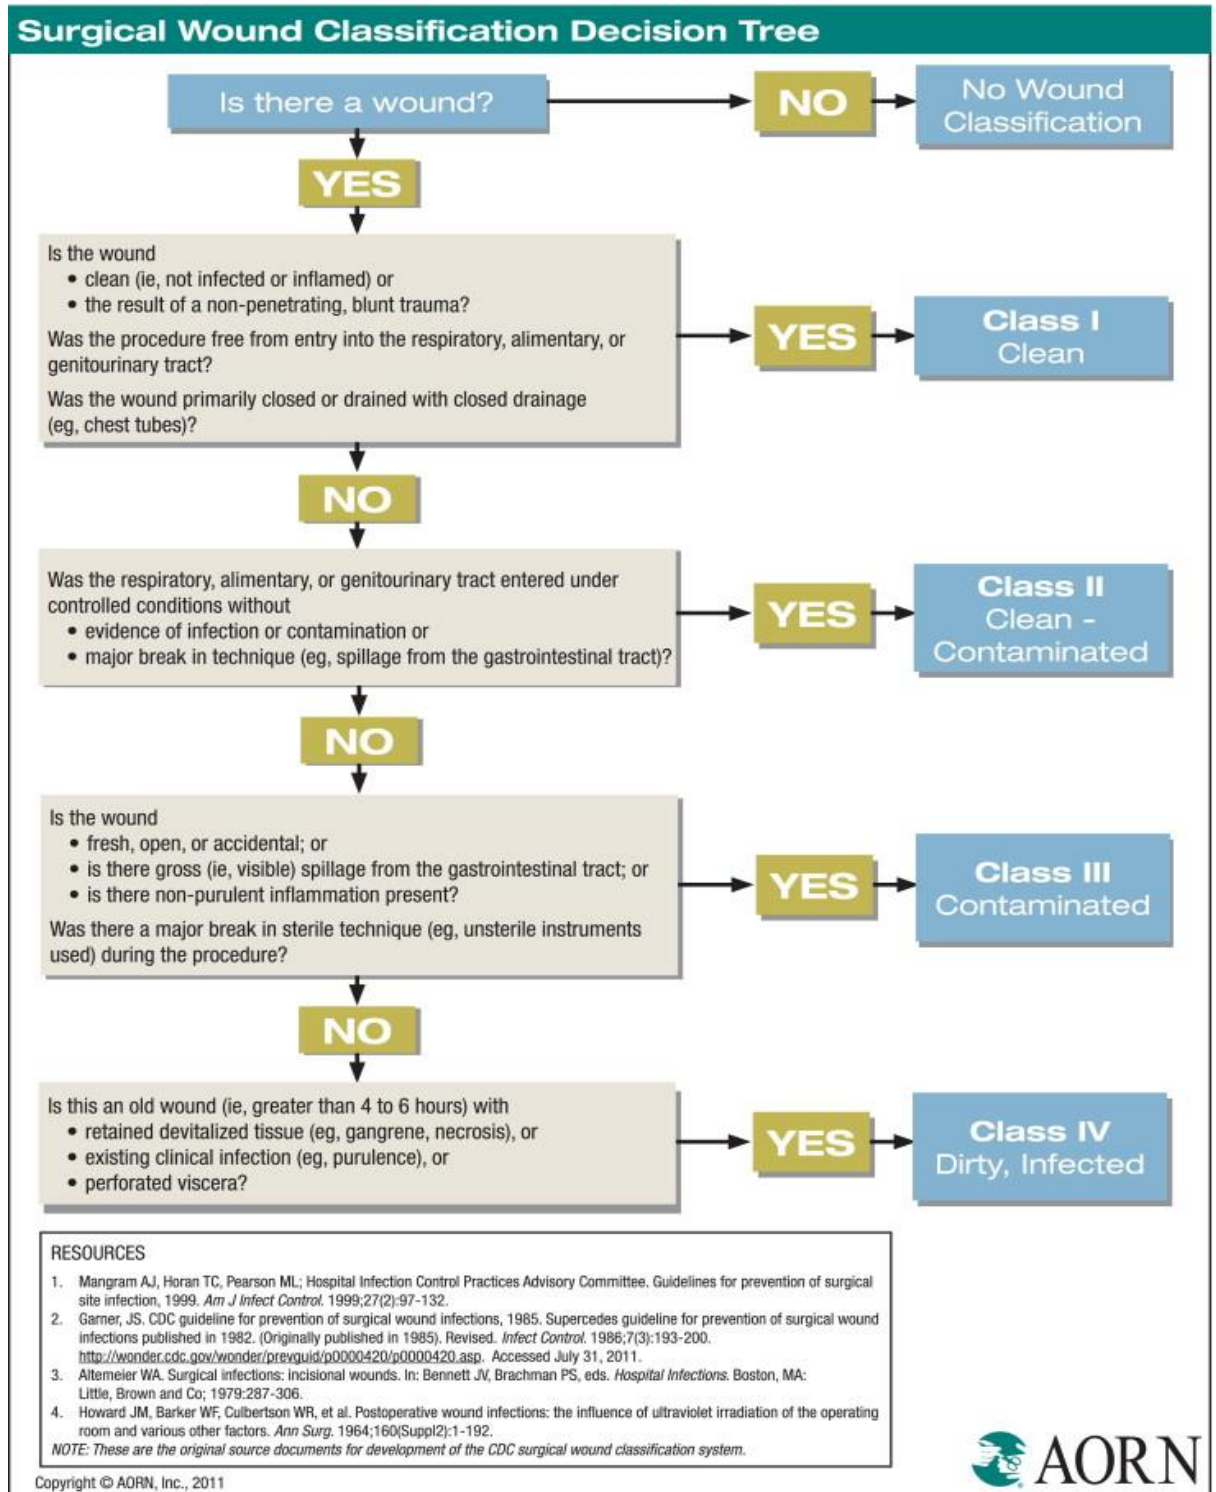 Surgical Wound Classification Decision Tree
Is there a wound?
NO
No Wound
Classification
YES
Is the wound
• clean (ie, not infected or inflamed) or
• the result of a non-penetrating, blunt trauma?
Was the procedure free from entry into the respiratory, alimentary, or
genitourinary tract?
Was the wound primarily closed or drained with closed drainage
(eg, chest tubes)?
YES
Class I
Clean
NO
Was the respiratory, alimentary, or genitourinary tract entered under
controlled conditions without
• evidence of infection or contamination or
• major break in technique (eg, spillage from the gastrointestinal tract)?
YES
Class II
Clean -
Contaminated
NO
Is the wound
• fresh, open, or accidental; or
• is there gross (ie, visible) spillage from the gastrointestinal tract; or
• is there non-purulent inflammation present?
Was there a major break in sterile technique (eg, unsterile instruments
used) during the procedure?
YES
Class III
Contaminated
NO
Is this an old wound (ie, greater than 4 to 6 hours) with
• retained devitalized tissue (eg, gangrene, necrosis), or
• existing clinical infection (eg, purulence), or
• perforated viscera?
YES
Class IV
Dirty, Infected
RESOURCES
1. Mangram AJ, Horan TC, Pearson ML; Hospital Infection Control Practices Advisory Committee. Guidelines for prevention of surgical
site infection, 1999. Am J Infect Control. 1999;27(2):97-132.
2. Garner, JS. CDC guideline for prevention of surgical wound infections, 1985. Supercedes guideline for prevention of surgical wound
infections published in 1982. (Originally published in 1985). Revised. Infect Control. 1986;7(3):193-200.
http://wonder.cdc.gov/wonder/prevguid/p0000420/p0000420.asp. Accessed July 31, 2011.
3. Altemeier WA. Surgical infections: incisional wounds. In: Bennett JV, Brachman PS, eds. Hospital Infections. Boston, MA:
Little, Brown and Co; 1979:287-306.
4. Howard JM, Barker WF, Culbertson WR, et al. Postoperative wound infections: the influence of ultraviolet irradiation of the operating
room and various other factors. Ann Surg. 1964;160(Suppl2):1-192.
NOTE: These are the original source documents for development of the CDC surgical wound classification system.
Copyright © AORN, Inc., 2011
AORN